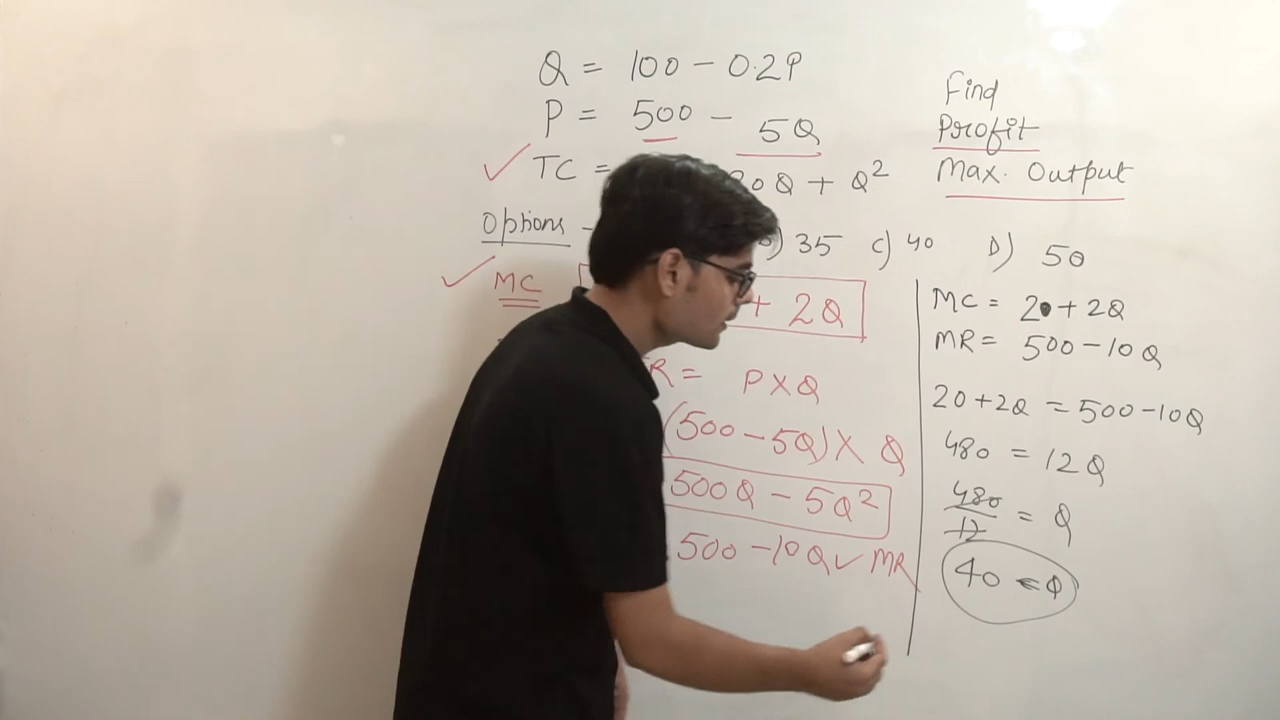 Q = 100 - 0.2P
P = 500 - 5Q
TC = 20Q + Q²
Find
Profit
Max. Output
Options - B) 35 C) 40 D) 50
MC + 2Q
R = P X Q
(500 - 5Q) X Q
500Q - 5Q²
500 - 10Q ✓ MR
MC = 20 + 2Q
MR = 500 - 10Q
20 + 2Q = 500 - 10Q
480 = 12Q
480/12 = Q
40 = Q